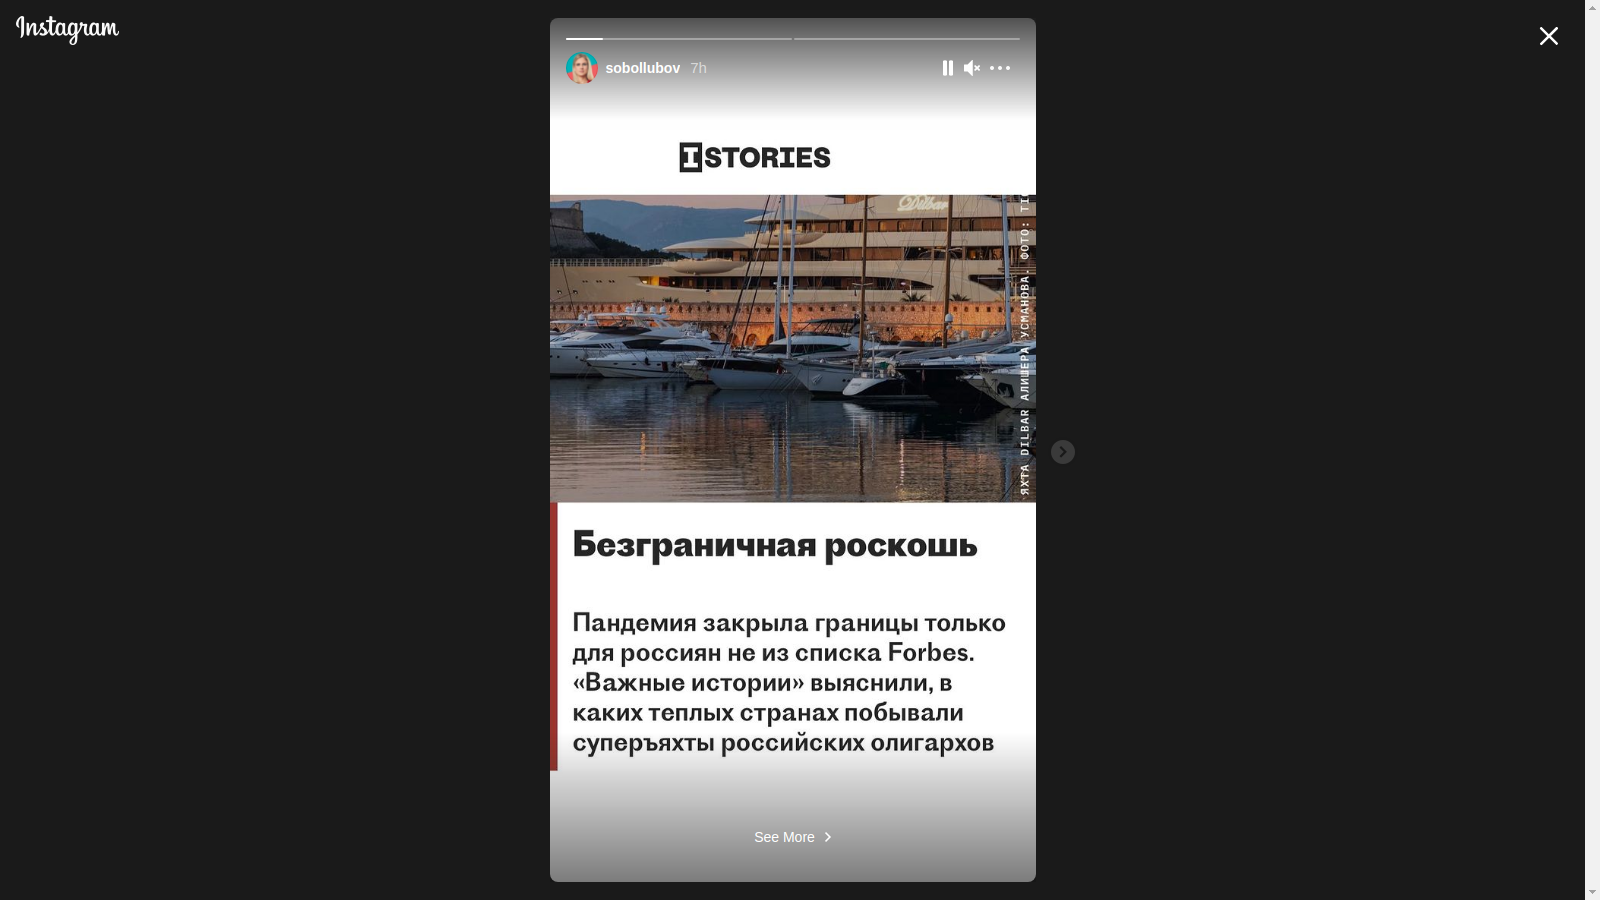 Instagram
sobollubov 7h
ISTORIES
Dilbar
ЯХТА DILBAR АЛИШЕРА УСМАНОВА. ФОТО:
Безграничная роскошь
Пандемия закрыла границы только
для россиян не из списка Forbes.
«Важные истории» выяснили, в
каких теплых странах побывали
суперъяхты российских олигархов
See More